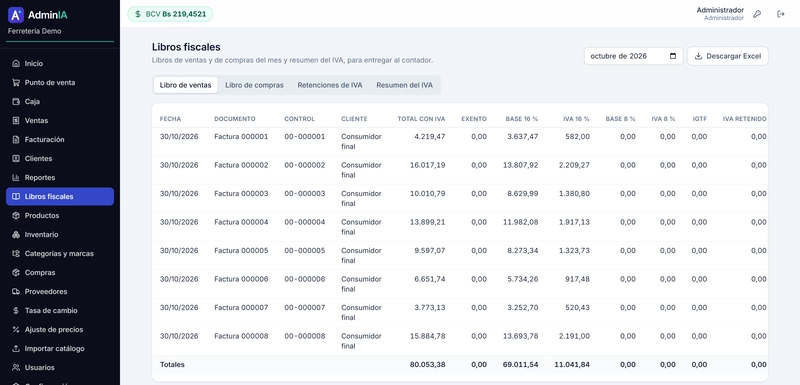 AdminIA
Ferretería Demo
BCV Bs 219,4521
Administrador
Administrador
Inicio
Punto de venta
Caja
Ventas
Facturación
Clientes
Reportes
Libros fiscales
Productos
Inventario
Categorías y marcas
Compras
Proveedores
Tasa de cambio
Ajuste de precios
Importar catálogo
Usuarios
Libros fiscales
Libros de ventas y de compras del mes y resumen del IVA, para entregar al contador.
octubre de 2026
Descargar Excel
Libro de ventas Libro de compras Retenciones de IVA Resumen del IVA
FECHA DOCUMENTO CONTROL CLIENTE TOTAL CON IVA EXENTO BASE 16 % IVA 16 % BASE 8 % IVA 8 % IGTF IVA RETENIDO
30/10/2026 Factura 000001 00-000001 Consumidor final 4.219,47 0,00 3.637,47 582,00 0,00 0,00 0,00 0,00
30/10/2026 Factura 000002 00-000002 Consumidor final 16.017,19 0,00 13.807,92 2.209,27 0,00 0,00 0,00 0,00
30/10/2026 Factura 000003 00-000003 Consumidor final 10.010,79 0,00 8.629,99 1.380,80 0,00 0,00 0,00 0,00
30/10/2026 Factura 000004 00-000004 Consumidor final 13.899,21 0,00 11.982,08 1.917,13 0,00 0,00 0,00 0,00
30/10/2026 Factura 000005 00-000005 Consumidor final 9.597,07 0,00 8.273,34 1.323,73 0,00 0,00 0,00 0,00
30/10/2026 Factura 000006 00-000006 Consumidor final 6.651,74 0,00 5.734,26 917,48 0,00 0,00 0,00 0,00
30/10/2026 Factura 000007 00-000007 Consumidor final 3.773,13 0,00 3.252,70 520,43 0,00 0,00 0,00 0,00
30/10/2026 Factura 000008 00-000008 Consumidor final 15.884,78 0,00 13.693,78 2.191,00 0,00 0,00 0,00 0,00
Totales 80.053,38 0,00 69.011,54 11.041,84 0,00 0,00 0,00 0,00